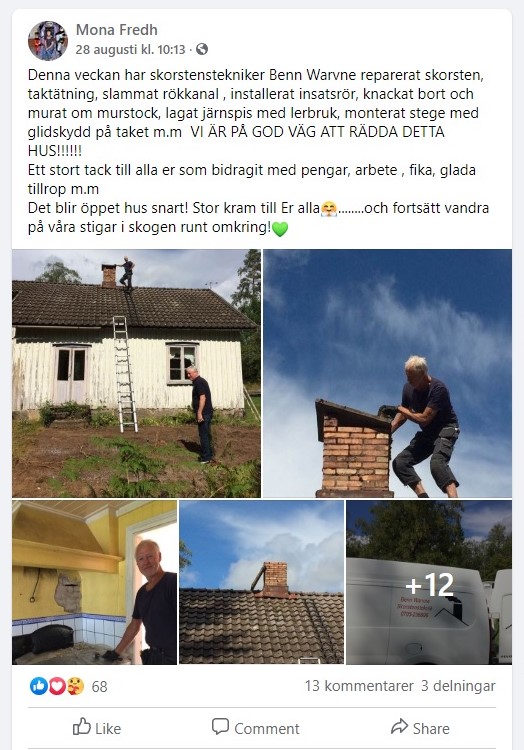 Mona Fredh
28 augusti kl. 10:13 ·
Denna veckan har skorstenstekniker Benn Warvne reparerat skorsten,
taktätning, slammat rökkanal , installerat insatsrör, knackat bort och
murat om murstock, lagat järnspis med lerbruk, monterat stege med
glidskydd på taket m.m  VI ÄR PÅ GOD VÄG ATT RÄDDA DETTA
HUS!!!!!!
Ett stort tack till alla er som bidragit med pengar, arbete , fika, glada
tillrop m.m
Det blir öppet hus snart! Stor kram till Er alla🤗........och fortsätt vandra
på våra stigar i skogen runt omkring!💚
+12
Benn Warvne
68
13 kommentarer 3 delningar
Like
Comment
Share